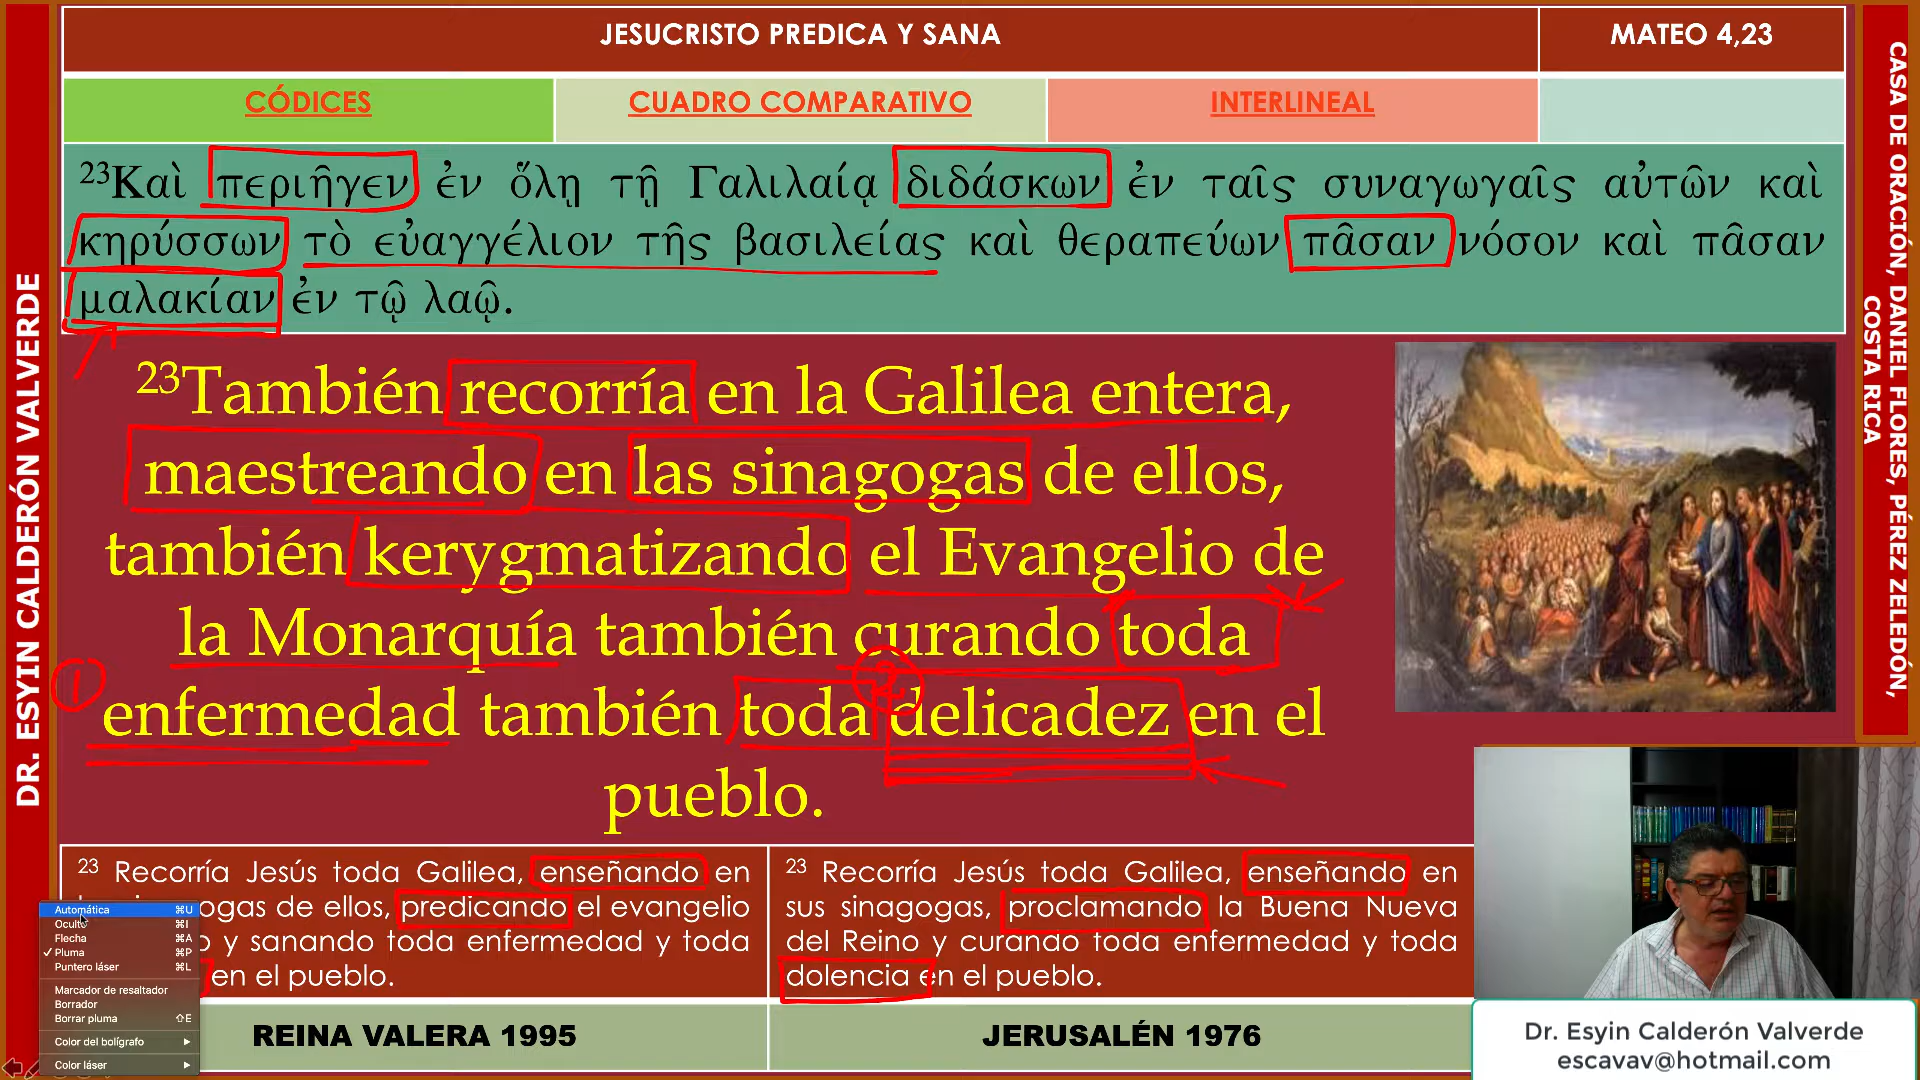 JESUCRISTO PREDICA Y SANA
MATEO 4,23
CÓDICES
CUADRO COMPARATIVO
INTERLINEAL
²³Καὶ περιῆγεν ἐν ὅλῃ τῇ Γαλιλαίᾳ διδάσκων ἐν ταῖς συναγωγαῖς αὐτῶν καὶ
κηρύσσων τὸ εὐαγγέλιον τῆς βασιλείας καὶ θεραπεύων πᾶσαν νόσον καὶ πᾶσαν
μαλακίαν ἐν τῷ λαῷ.
²³También recorría en la Galilea entera,
maestreando en las sinagogas de ellos,
también kerygmatizando el Evangelio de
la Monarquía también curando toda
enfermedad también toda delicadez en el
pueblo.
1
2
²³ Recorría Jesús toda Galilea, enseñando en
ogas de ellos, predicando el evangelio
o y sanando toda enfermedad y toda
en el pueblo.
REINA VALERA 1995
²³ Recorría Jesús toda Galilea, enseñando en
sus sinagogas, proclamando la Buena Nueva
del Reino y curando toda enfermedad y toda
dolencia en el pueblo.
JERUSALÉN 1976
Automática ⌘U
Oculto ⌘I
Flecha ⌘A
✓ Pluma ⌘P
Puntero láser ⌘L
Marcador de resaltador
Borrador
Borrar pluma ⇧E
Color del bolígrafo ▶
Color láser ▶
DR. ESYIN CALDERÓN VALVERDE
CASA DE ORACIÓN, DANIEL FLORES, PÉREZ ZELEDÓN,
COSTA RICA
Dr. Esyin Calderón Valverde
escavav@hotmail.com